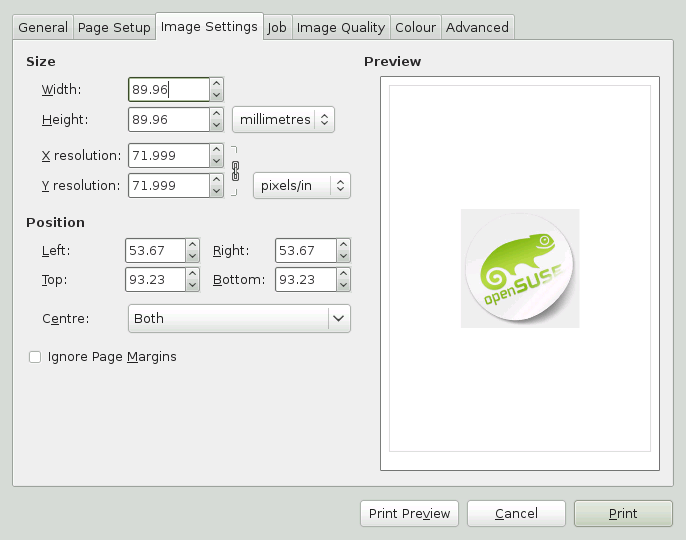 General Page Setup Image Settings Job Image Quality Colour Advanced
Size
Width: 89.96
Height: 89.96 millimetres
X resolution: 71.999
Y resolution: 71.999 pixels/in
Position
Left: 53.67 Right: 53.67
Top: 93.23 Bottom: 93.23
Centre: Both
Ignore Page Margins
Preview
openSUSE
Print Preview Cancel Print